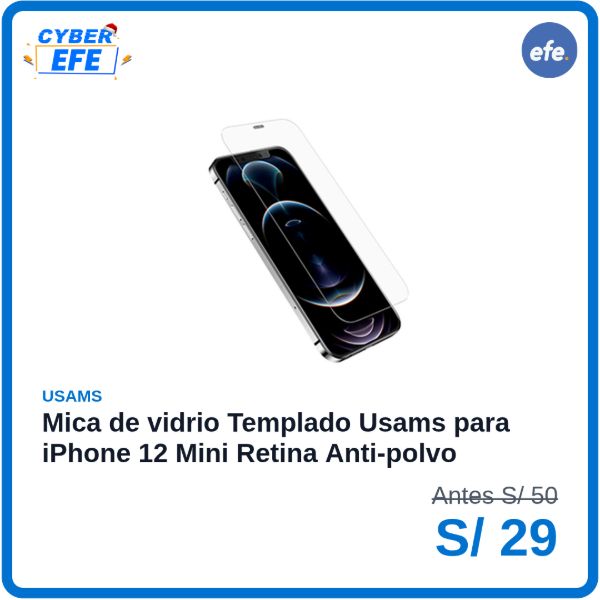 CYBER
EFE
efe.
USAMS
Mica de vidrio Templado Usams para
iPhone 12 Mini Retina Anti-polvo
Antes S/ 50
S/ 29